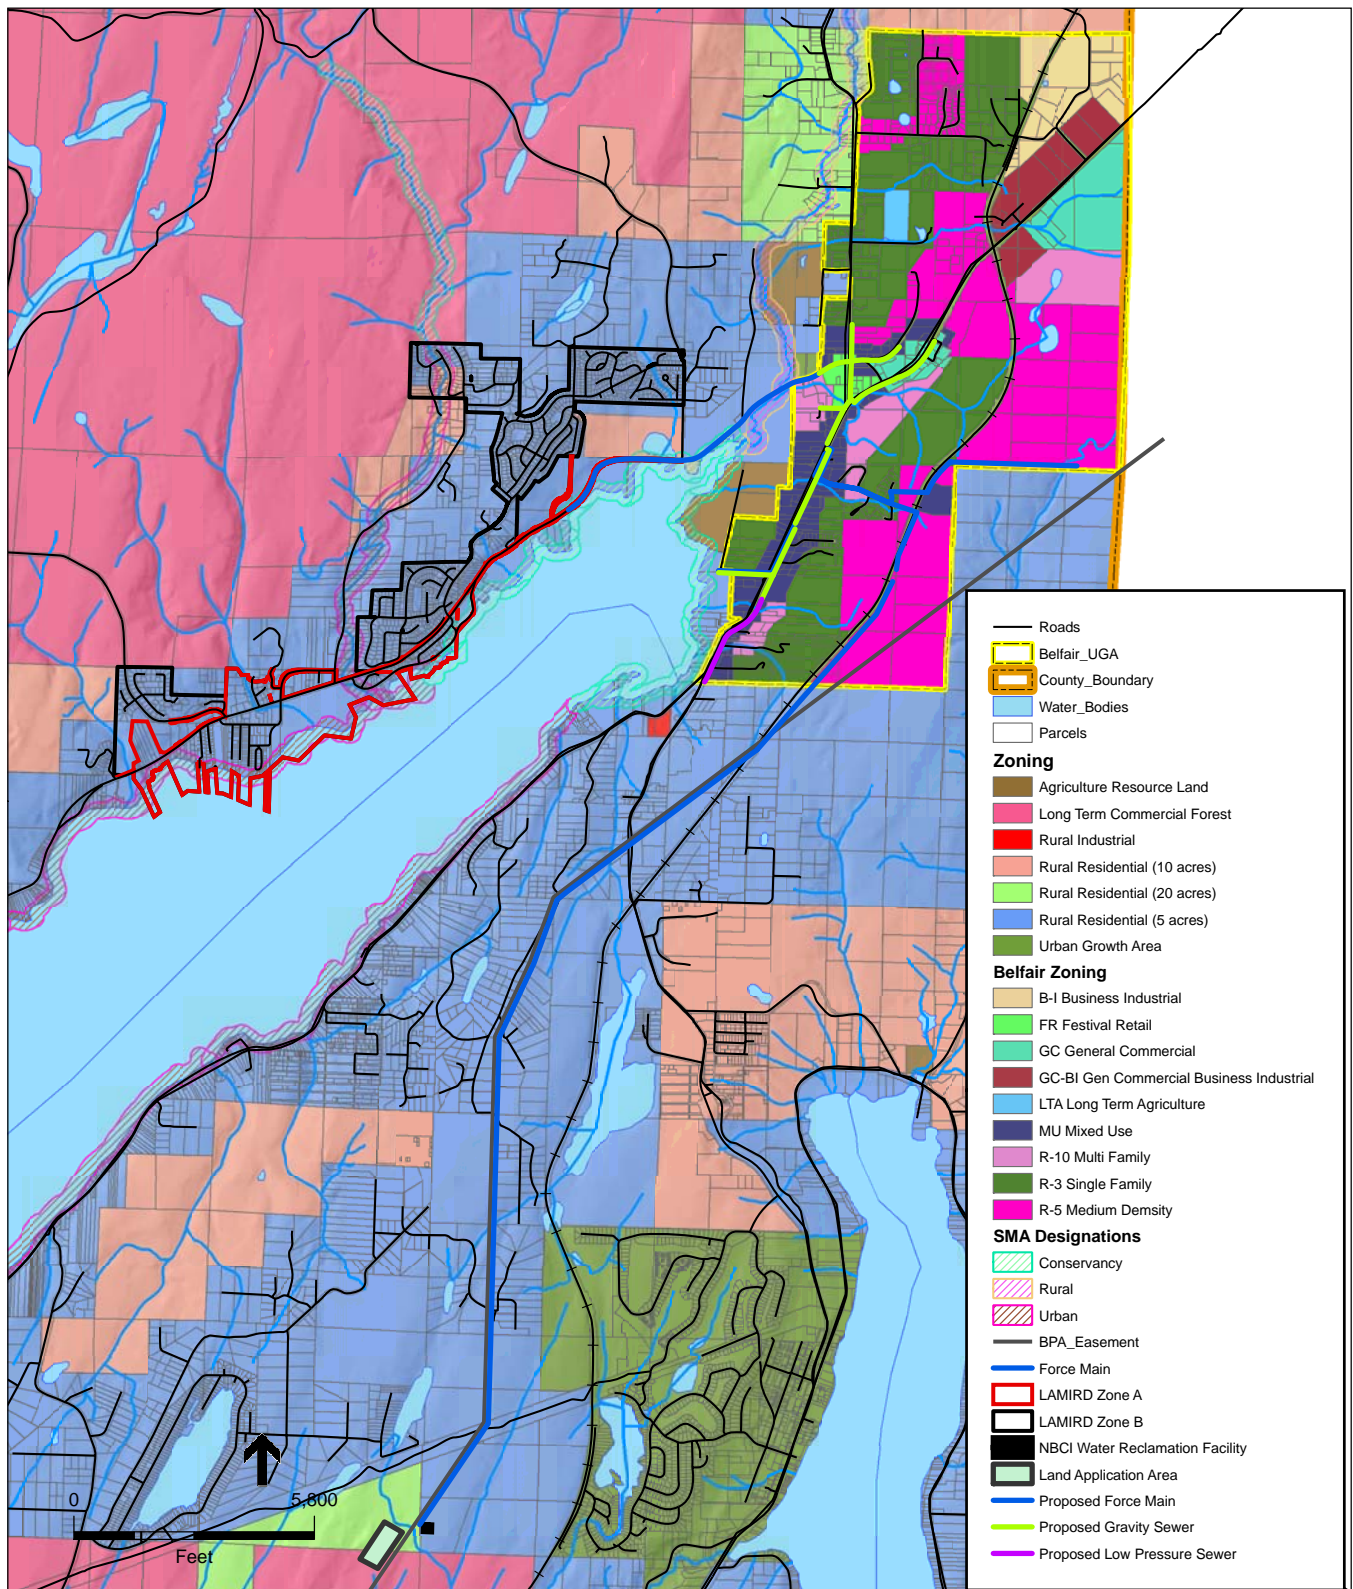 Roads
Belfair_UGA
County_Boundary
Water_Bodies
Parcels
Zoning
Agriculture Resource Land
Long Term Commercial Forest
Rural Industrial
Rural Residential (10 acres)
Rural Residential (20 acres)
Rural Residential (5 acres)
Urban Growth Area
Belfair Zoning
B-I Business Industrial
FR Festival Retail
GC General Commercial
GC-BI Gen Commercial Business Industrial
LTA Long Term Agriculture
MU Mixed Use
R-10 Multi Family
R-3 Single Family
R-5 Medium Demsity
SMA Designations
Conservancy
Rural
Urban
BPA_Easement
Force Main
LAMIRD Zone A
LAMIRD Zone B
NBCI Water Reclamation Facility
Land Application Area
Proposed Force Main
Proposed Gravity Sewer
Proposed Low Pressure Sewer
0 5,800
Feet